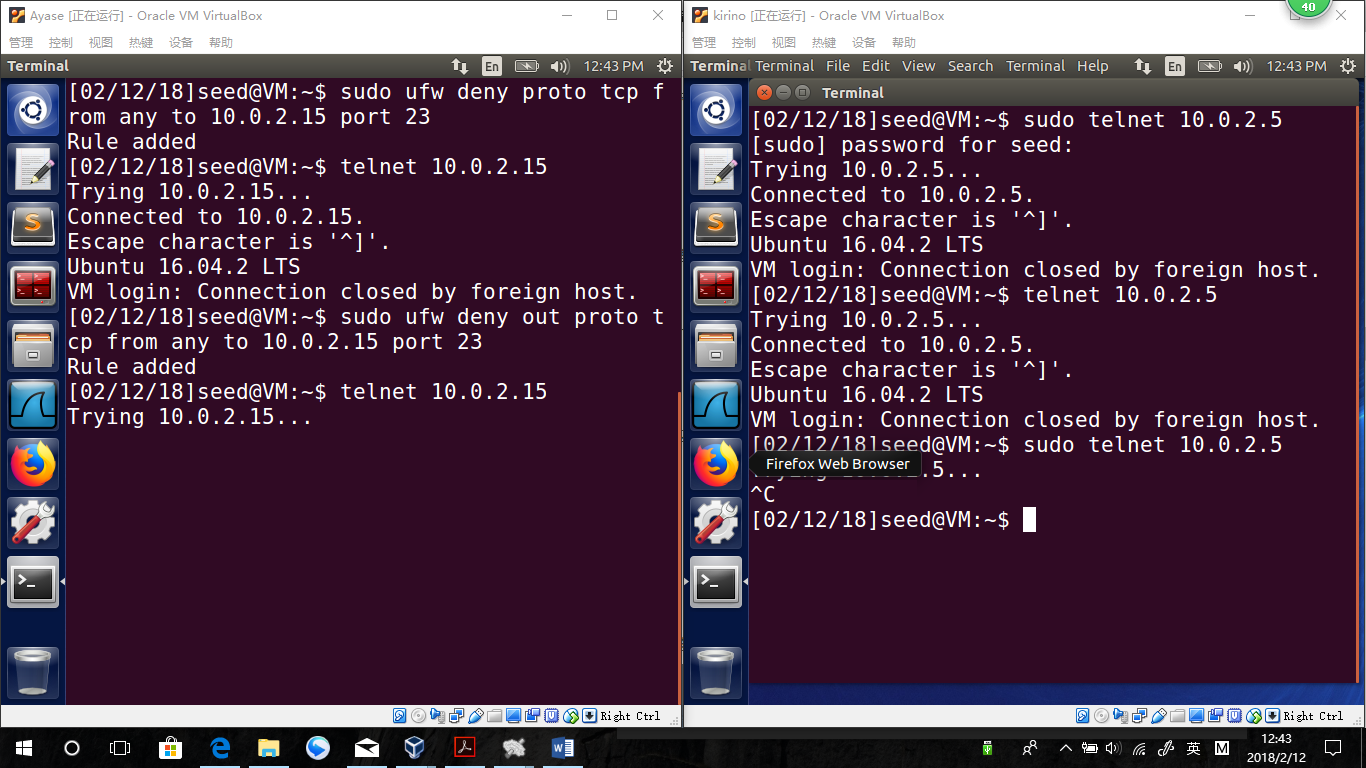 Ayase [正在运行] - Oracle VM VirtualBox
管理 控制 视图 热键 设备 帮助
Terminal
En
12:43 PM
[02/12/18]seed@VM:~$ sudo ufw deny proto tcp f
rom any to 10.0.2.15 port 23
Rule added
[02/12/18]seed@VM:~$ telnet 10.0.2.15
Trying 10.0.2.15...
Connected to 10.0.2.15.
Escape character is '^]'.
Ubuntu 16.04.2 LTS
VM login: Connection closed by foreign host.
[02/12/18]seed@VM:~$ sudo ufw deny out proto t
cp from any to 10.0.2.15 port 23
Rule added
[02/12/18]seed@VM:~$ telnet 10.0.2.15
Trying 10.0.2.15...
Right Ctrl
kirino [正在运行] - Oracle VM VirtualBox
40
管理 控制 视图 热键 设备 帮助
Terminal Terminal File Edit View Search Terminal Help
En
12:43 PM
Terminal
[02/12/18]seed@VM:~$ sudo telnet 10.0.2.5
[sudo] password for seed:
Trying 10.0.2.5...
Connected to 10.0.2.5.
Escape character is '^]'.
Ubuntu 16.04.2 LTS
VM login: Connection closed by foreign host.
[02/12/18]seed@VM:~$ telnet 10.0.2.5
Trying 10.0.2.5...
Connected to 10.0.2.5.
Escape character is '^]'.
Ubuntu 16.04.2 LTS
VM login: Connection closed by foreign host.
[02/12/18]seed@VM:~$ sudo telnet 10.0.2.5
Firefox Web Browser
.5...
^C
[02/12/18]seed@VM:~$
Right Ctrl
英
M
12:43
2018/2/12